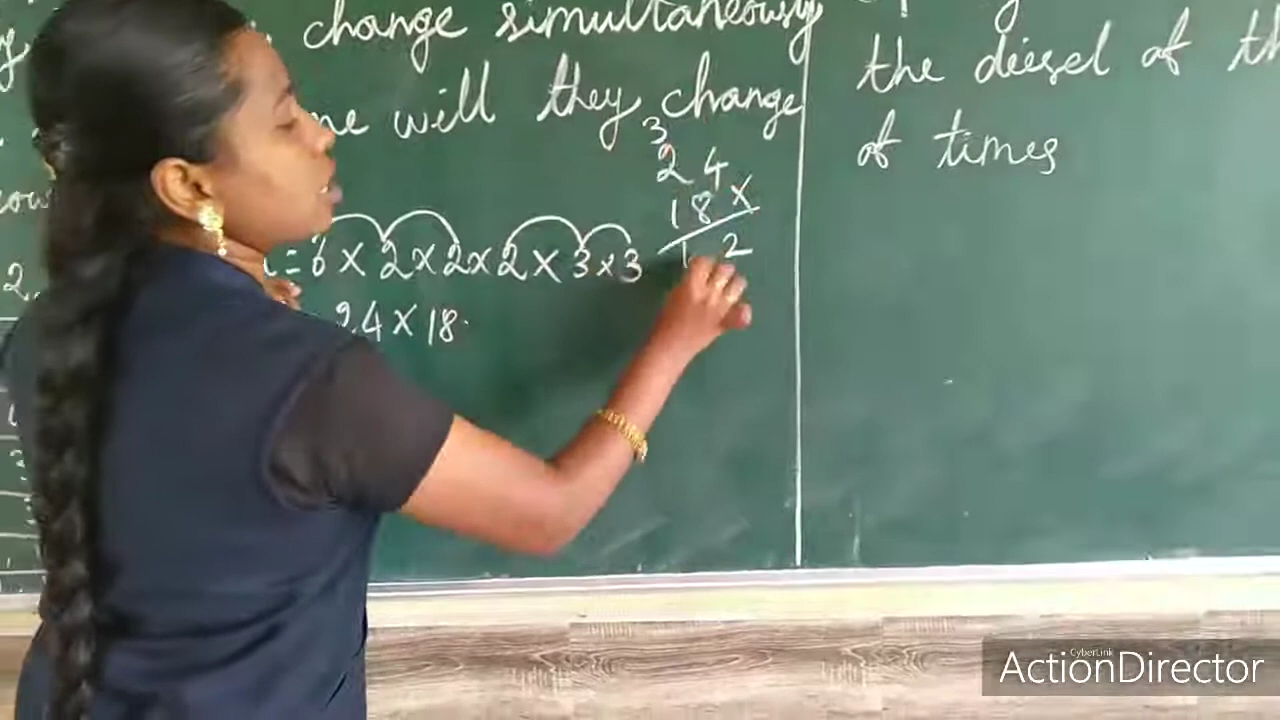 change simultaneously
will they change
3
24
18 x
1 2
= 6 x 2 x 2 x 2 x 3 x 3
24 x 18.
the diesel of
of times
CyberLink
ActionDirector